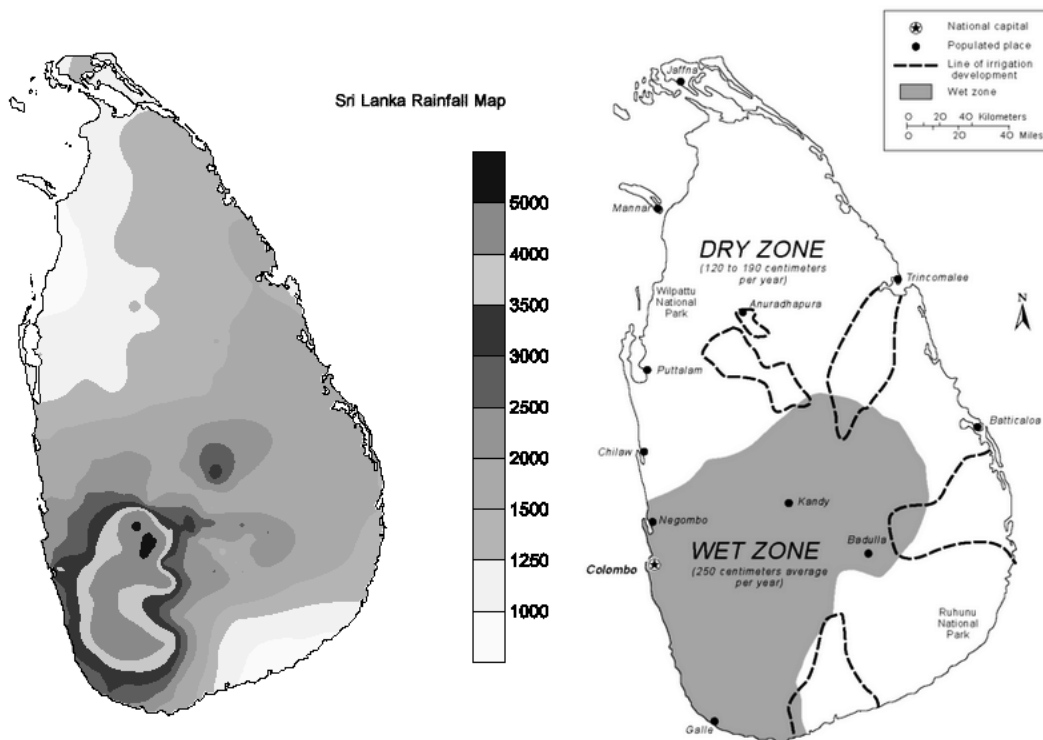 Sri Lanka Rainfall Map
5000
4000
3500
3000
2500
2000
1500
1250
1000
National capital
Populated place
Line of irrigation
development
Wet zone
0 20 40 Kilometers
0 20 40 Miles
Jaffna
Mannar
DRY ZONE
(120 to 190 centimeters
per year)
Trincomalee
Wilpattu
National
Park
Anuradhapura
N
Puttalam
Batticaloa
Chilaw
Kandy
Negombo
WET ZONE
(250 centimeters average
per year)
Badulla
Colombo
Ruhunu
National
Park
Galle